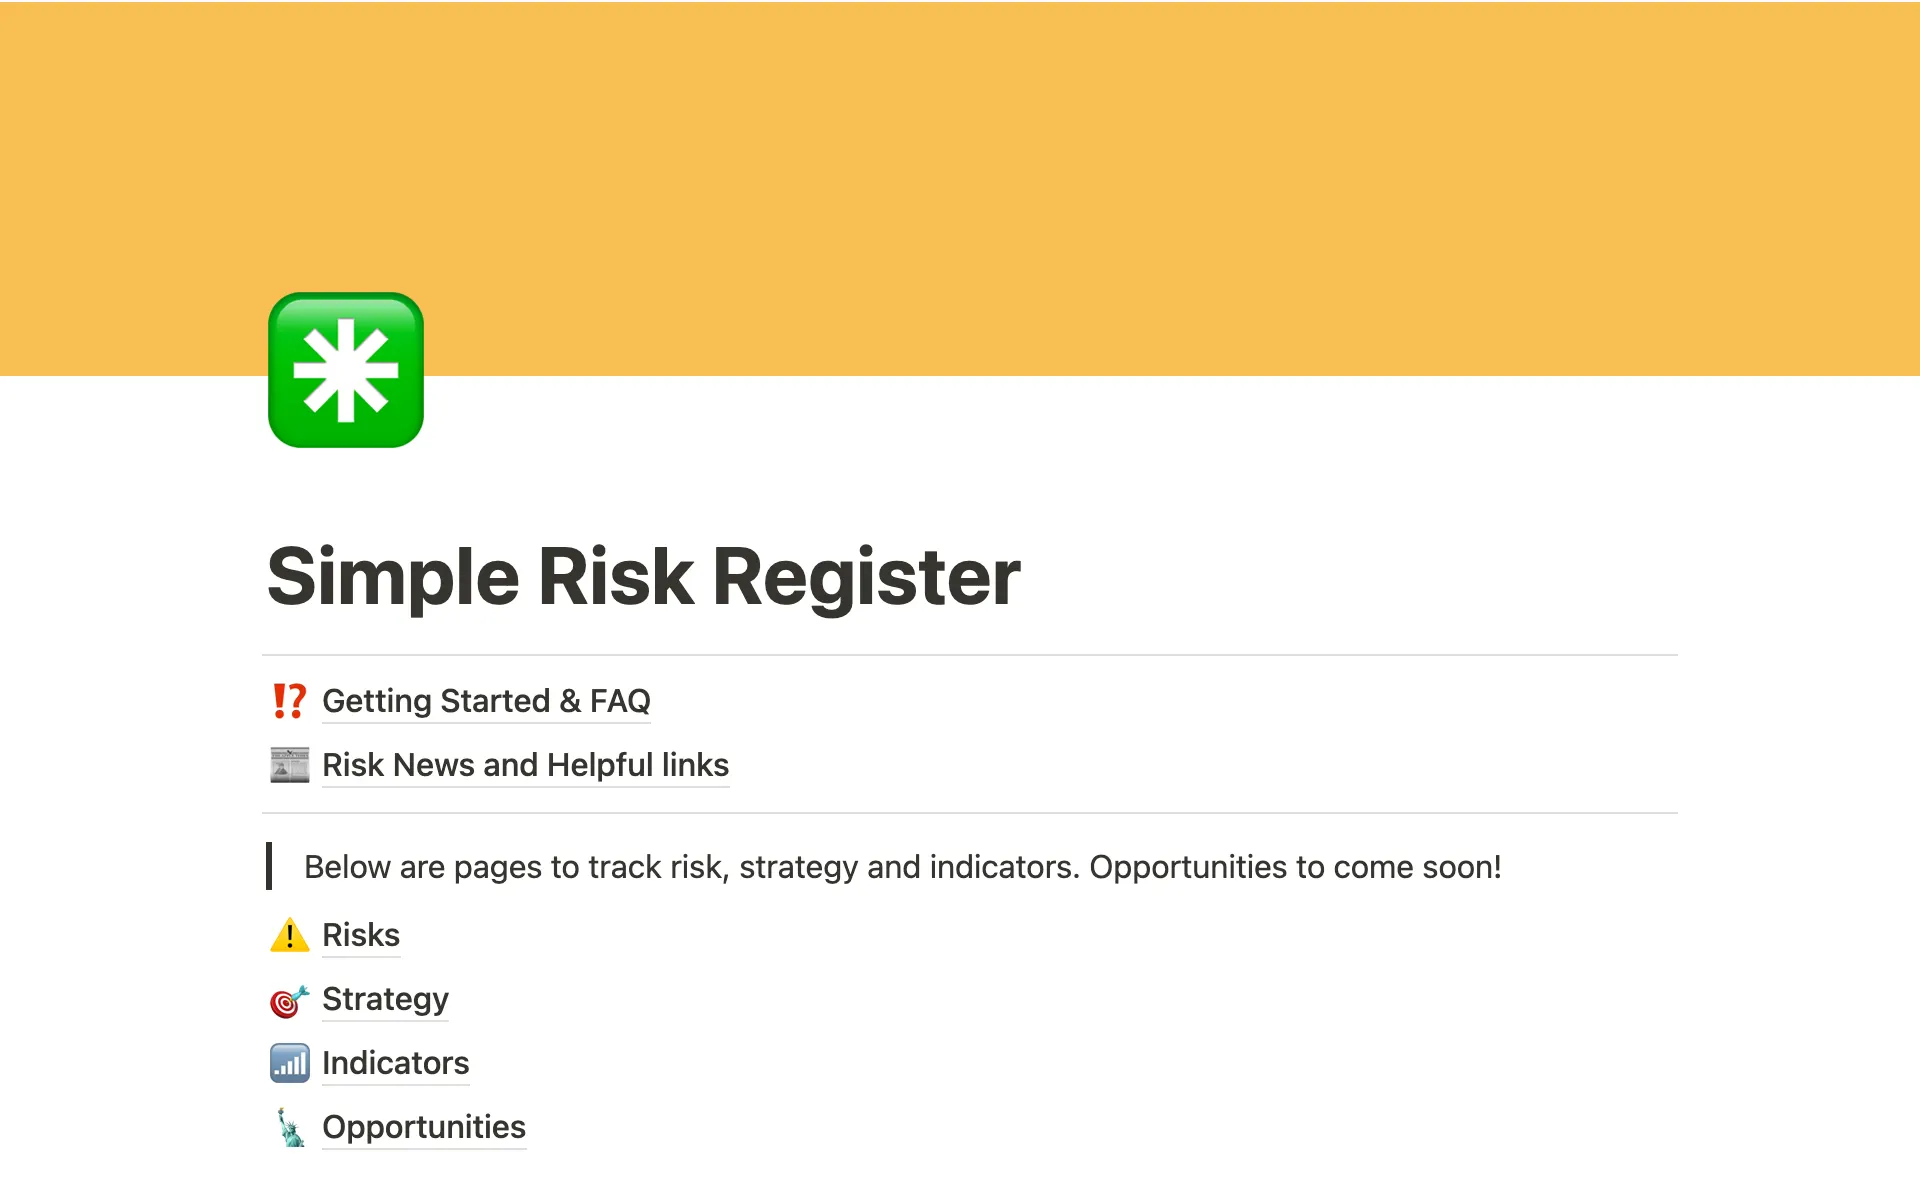 Simple Risk Register
Getting Started & FAQ
Risk News and Helpful links
Below are pages to track risk, strategy and indicators. Opportunities to come soon!
Risks
Strategy
Indicators
Opportunities